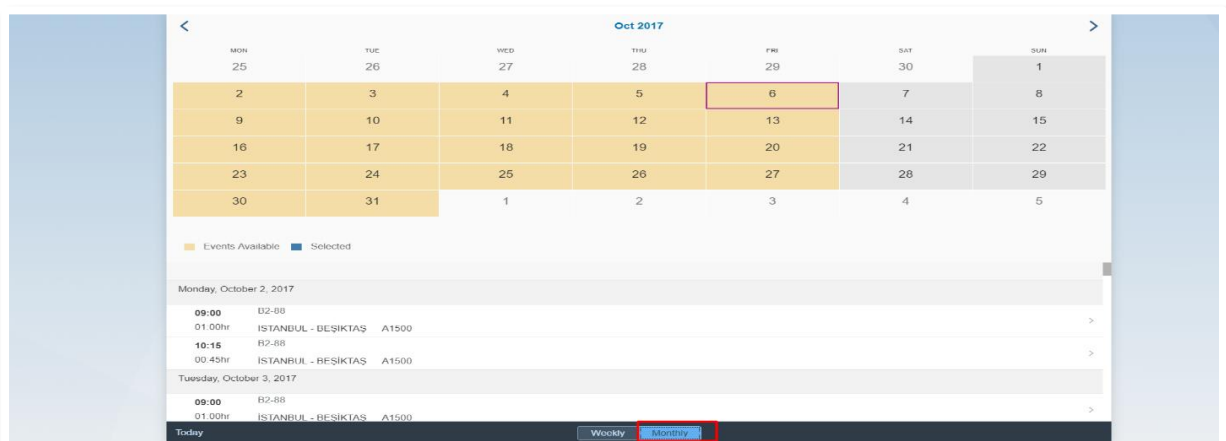 < Oct 2017 >
MON TUE WED THU FRI SAT SUN
25 26 27 28 29 30 1
2 3 4 5 6 7 8
9 10 11 12 13 14 15
16 17 18 19 20 21 22
23 24 25 26 27 28 29
30 31 1 2 3 4 5
Events Available Selected
Monday, October 2, 2017
09:00 B2-88
01:00hr İSTANBUL - BEŞİKTAŞ A1500
10:15 B2-88
00:45hr İSTANBUL - BEŞİKTAŞ A1500
Tuesday, October 3, 2017
09:00 B2-88
01:00hr İSTANBUL - BEŞİKTAŞ A1500
Today Weekly Monthly